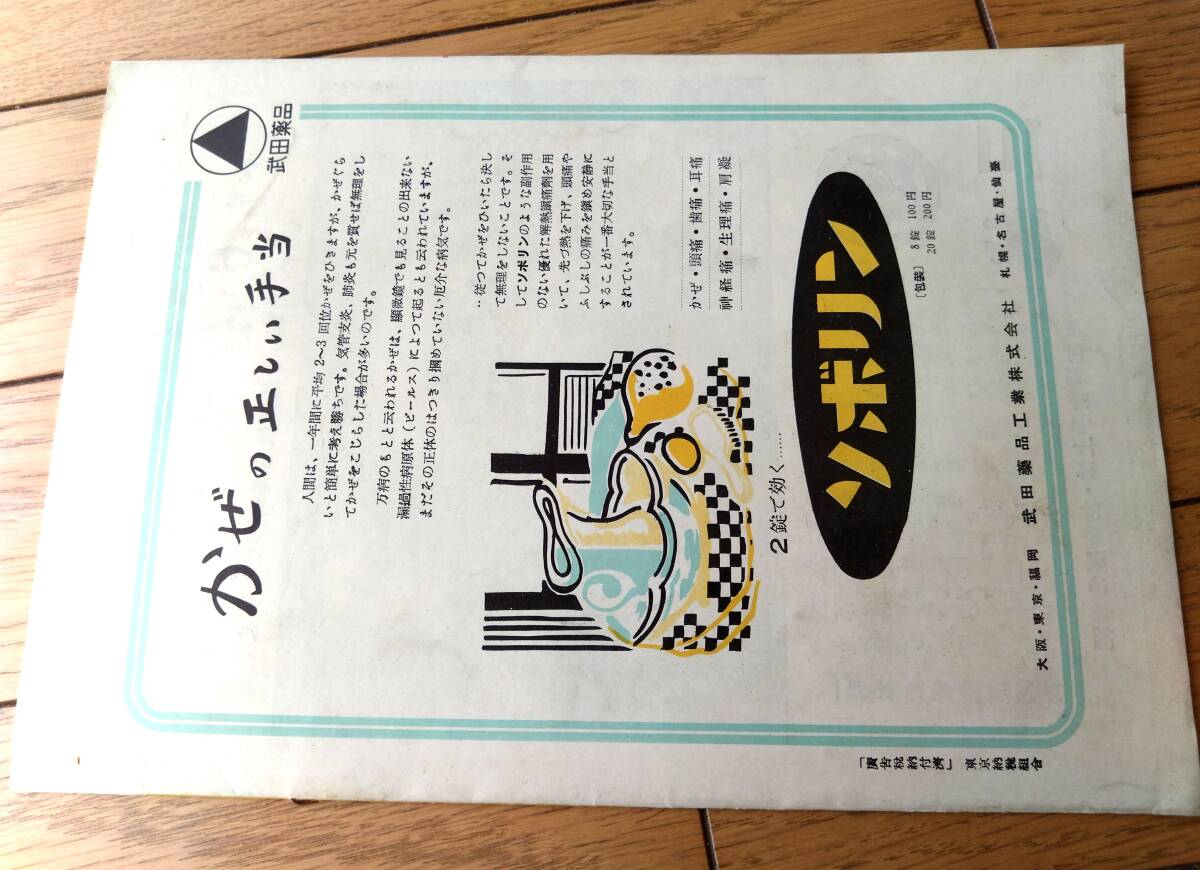 武田薬品
かぜの正しい手当
人間は、一年間に平均2〜3回位かぜをひきますが、かぜぐら
いと簡単に考え勝ちです。気管支炎、肺炎も元を質せば無理をし
てかぜをこじらした場合が多いのです。
万病のもとと云われるかぜは、顕微鏡でも見ることの出来ない
濾過性病原体(ビールス)によつて起るとも云われていますが、
まだその正体のはつきり掴めていない厄介な病気です。
‥従つてかぜをひいたら決し
て無理をしないことです。そ
してソボリンのような副作用
のない優れた解熱鎮痛剤を用
いて、先づ熱を下げ、頭痛や
ふしぶしの痛みを鎮め安静に
することが一番大切な手当と
されています。
かぜ・頭痛・歯痛・耳痛
神経痛・生理痛・肩凝
2錠で効く……
ソボリン
〔包装〕 8錠 100円
20錠 200円
大阪・東京・福岡 武田薬品工業株式会社 札幌・名古屋・仙臺
「廣告税納付済」 東京納税組合